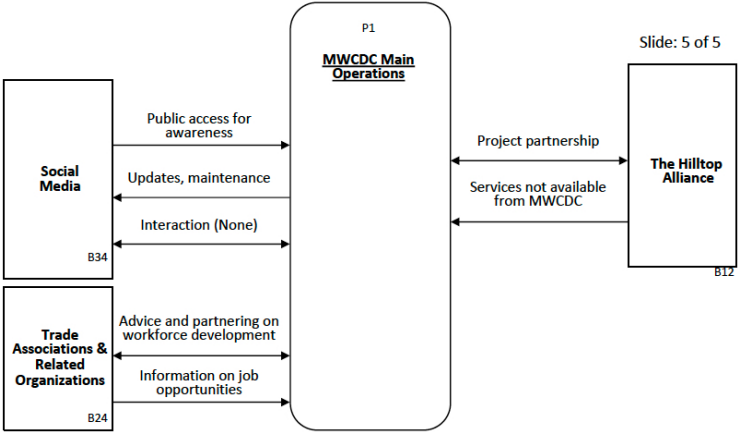 P1
MWCDC Main
Operations
Slide: 5 of 5
Social
Media
B34
Public access for
awareness
Updates, maintenance
Interaction (None)
Project partnership
Services not available
from MWCDC
The Hilltop
Alliance
B12
Trade
Associations &
Related
Organizations
B24
Advice and partnering on
workforce development
Information on job
opportunities